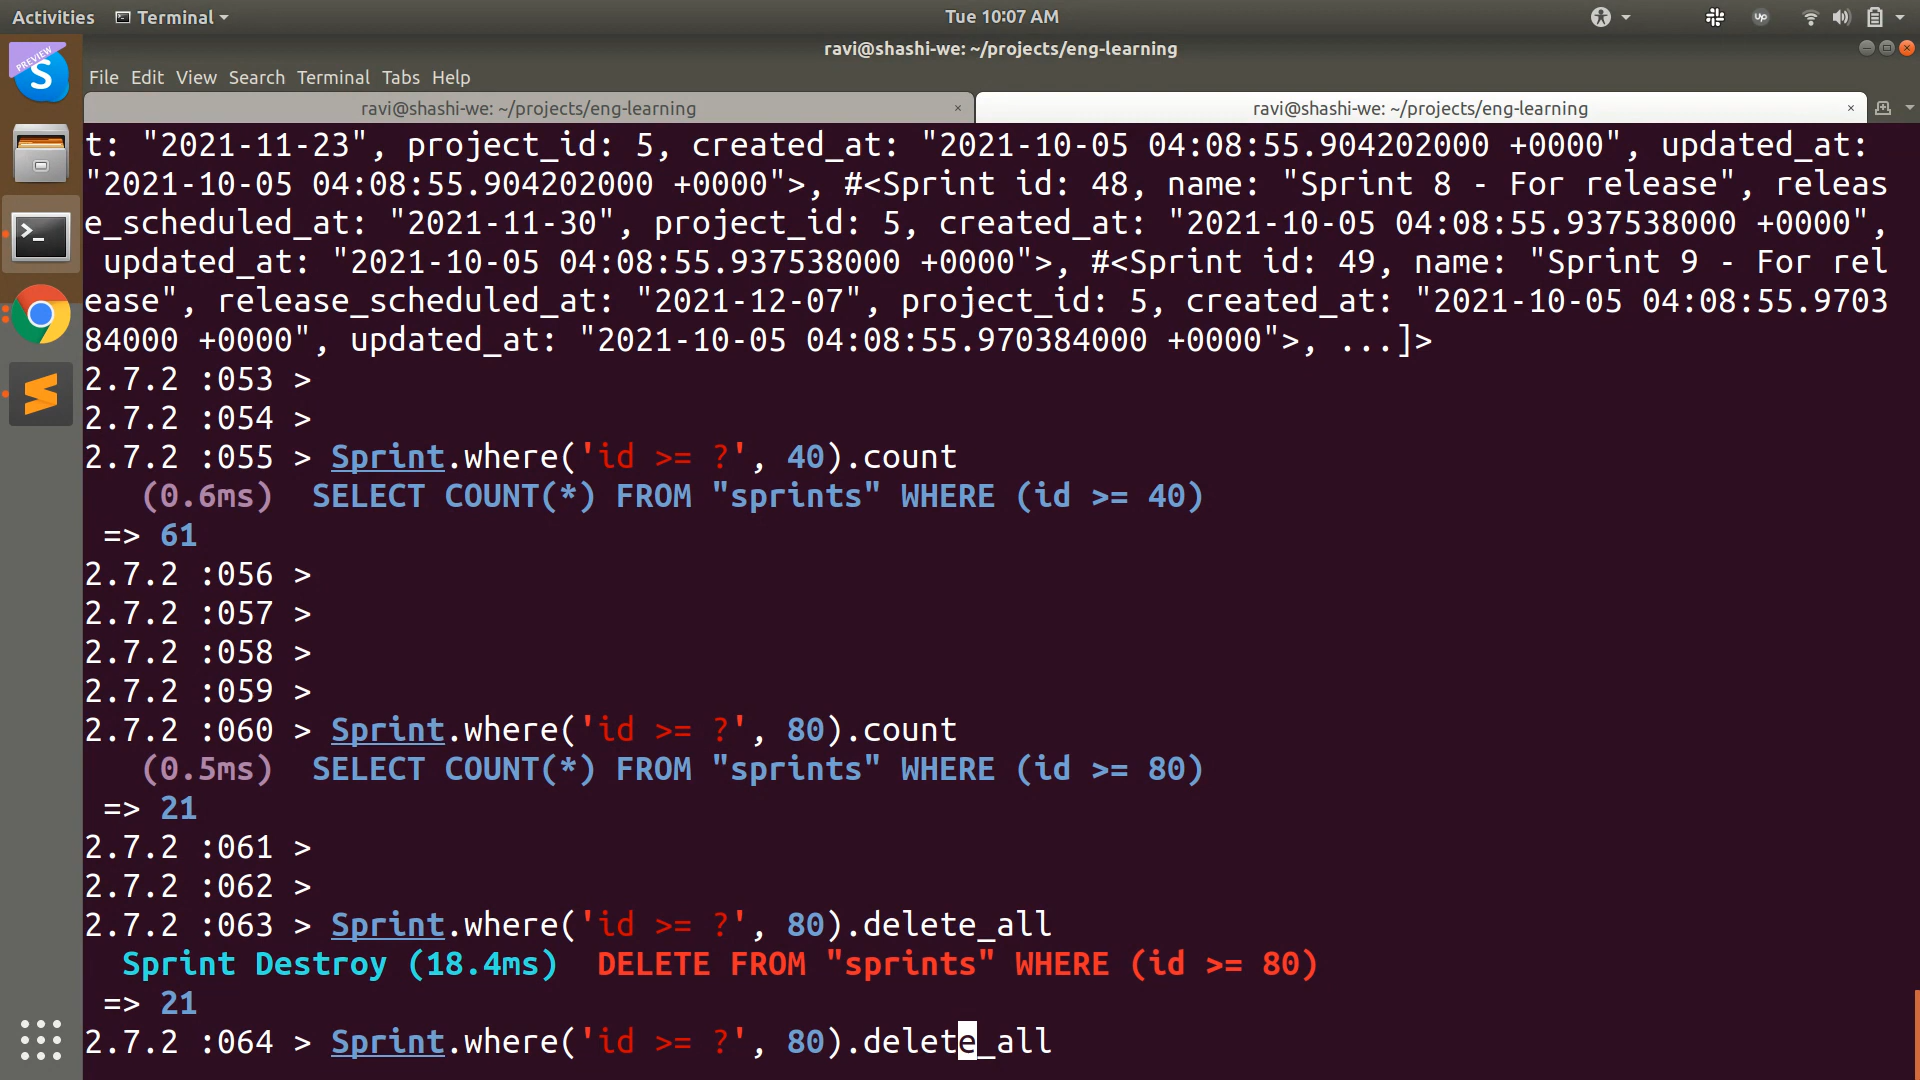 Activities Terminal Tue 10:07 AM up
ravi@shashi-we: ~/projects/eng-learning
File Edit View Search Terminal Tabs Help
ravi@shashi-we: ~/projects/eng-learning × ravi@shashi-we: ~/projects/eng-learning ×
PREVIEW
S
t: "2021-11-23", project_id: 5, created_at: "2021-10-05 04:08:55.904202000 +0000", updated_at:
"2021-10-05 04:08:55.904202000 +0000">, #<Sprint id: 48, name: "Sprint 8 - For release", releas
e_scheduled_at: "2021-11-30", project_id: 5, created_at: "2021-10-05 04:08:55.937538000 +0000",
updated_at: "2021-10-05 04:08:55.937538000 +0000">, #<Sprint id: 49, name: "Sprint 9 - For rel
ease", release_scheduled_at: "2021-12-07", project_id: 5, created_at: "2021-10-05 04:08:55.9703
84000 +0000", updated_at: "2021-10-05 04:08:55.970384000 +0000">, ...]>
2.7.2 :053 >
2.7.2 :054 >
2.7.2 :055 > Sprint.where('id >= ?', 40).count
(0.6ms) SELECT COUNT(*) FROM "sprints" WHERE (id >= 40)
=> 61
2.7.2 :056 >
2.7.2 :057 >
2.7.2 :058 >
2.7.2 :059 >
2.7.2 :060 > Sprint.where('id >= ?', 80).count
(0.5ms) SELECT COUNT(*) FROM "sprints" WHERE (id >= 80)
=> 21
2.7.2 :061 >
2.7.2 :062 >
2.7.2 :063 > Sprint.where('id >= ?', 80).delete_all
Sprint Destroy (18.4ms) DELETE FROM "sprints" WHERE (id >= 80)
=> 21
2.7.2 :064 > Sprint.where('id >= ?', 80).delete_all